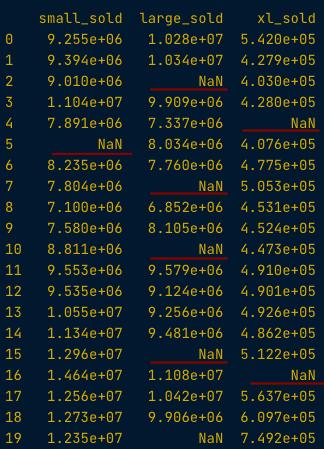 small_sold large_sold xl_sold
0 9.255e+06 1.028e+07 5.420e+05
1 9.394e+06 1.034e+07 4.279e+05
2 9.010e+06 NaN 4.030e+05
3 1.104e+07 9.909e+06 4.280e+05
4 7.891e+06 7.337e+06 NaN
5 NaN 8.034e+06 4.076e+05
6 8.235e+06 7.760e+06 4.775e+05
7 7.804e+06 NaN 5.053e+05
8 7.100e+06 6.852e+06 4.531e+05
9 7.580e+06 8.105e+06 4.524e+05
10 8.811e+06 NaN 4.473e+05
11 9.553e+06 9.579e+06 4.910e+05
12 9.535e+06 9.124e+06 4.901e+05
13 1.055e+07 9.256e+06 4.926e+05
14 1.134e+07 9.481e+06 4.862e+05
15 1.296e+07 NaN 5.122e+05
16 1.464e+07 1.108e+07 NaN
17 1.256e+07 1.042e+07 5.637e+05
18 1.273e+07 9.906e+06 6.097e+05
19 1.235e+07 NaN 7.492e+05